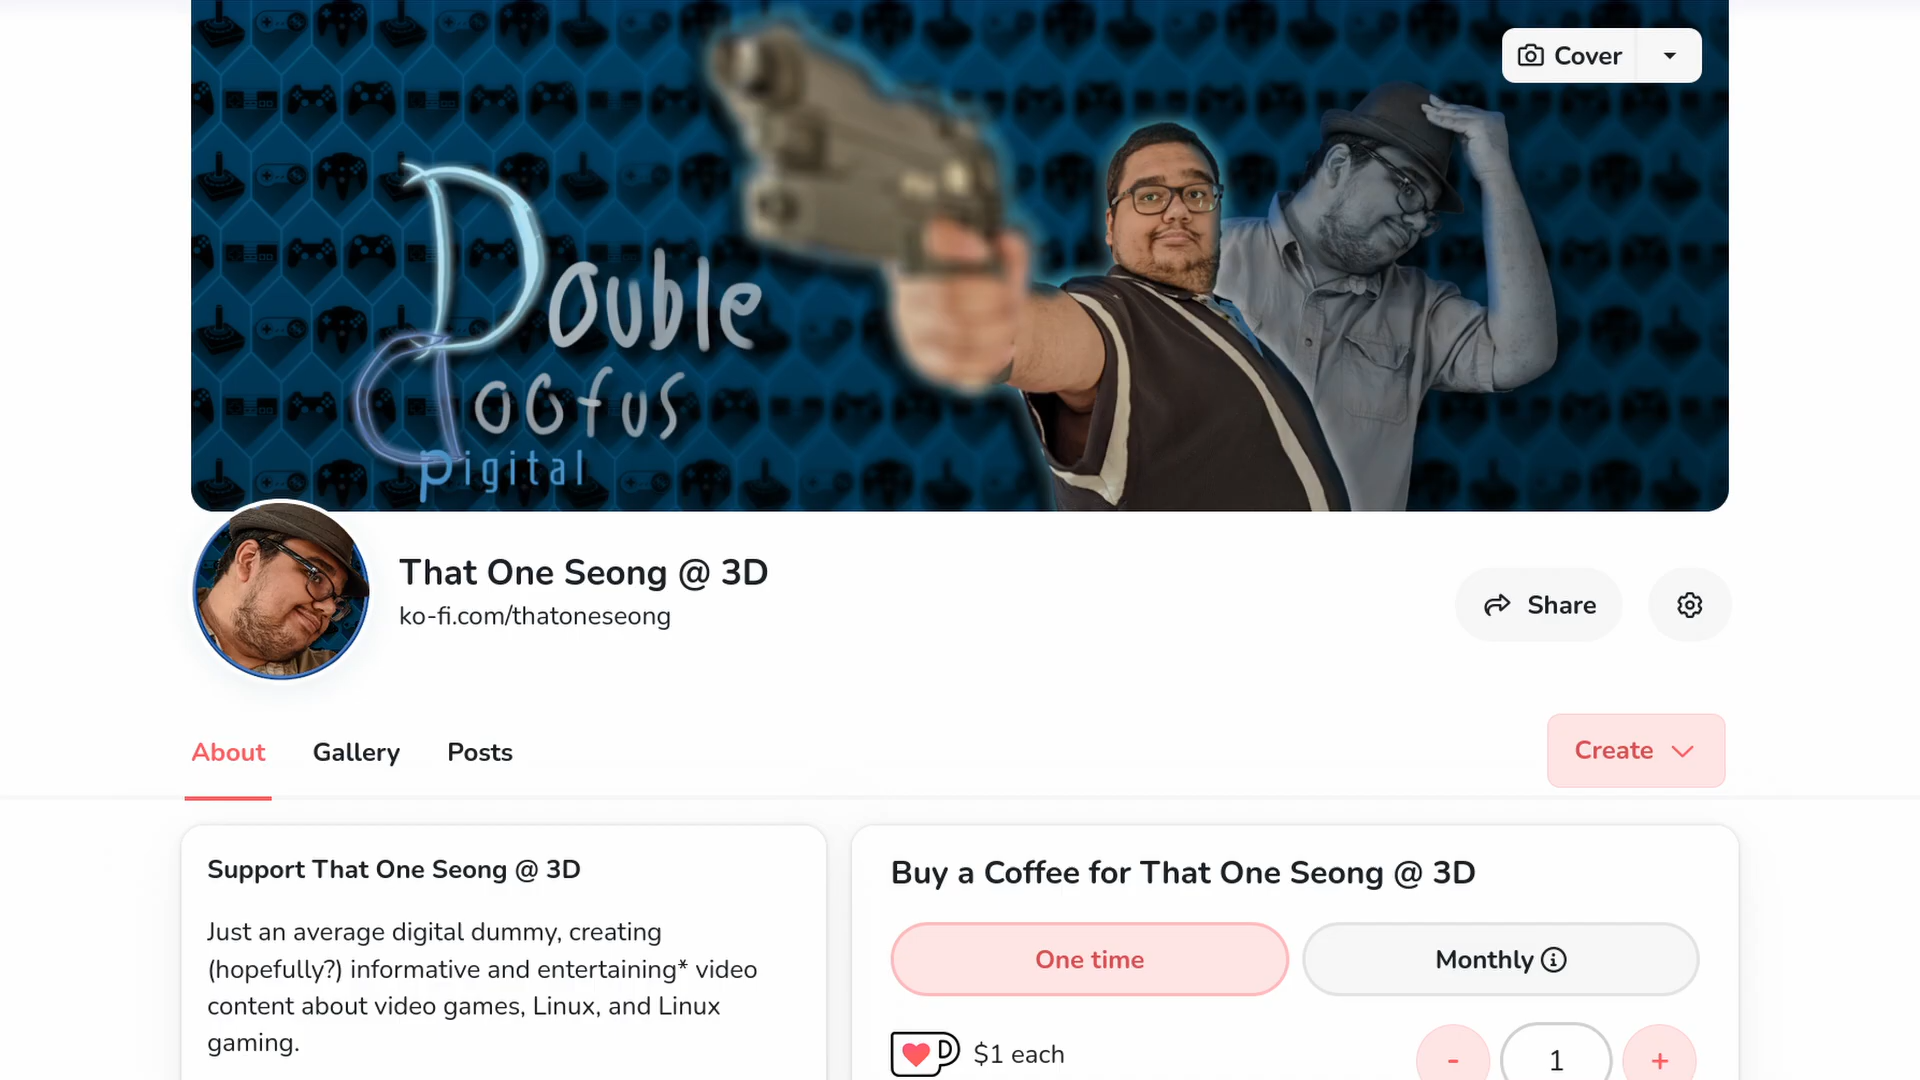 Cover
Double
Doofus
Digital
That One Seong @ 3D
ko-fi.com/thatoneseong
Share
About
Gallery
Posts
Create
Support That One Seong @ 3D
Just an average digital dummy, creating
(hopefully?) informative and entertaining* video
content about video games, Linux, and Linux
gaming.
Buy a Coffee for That One Seong @ 3D
One time
Monthly
D
$1 each
-
1
+